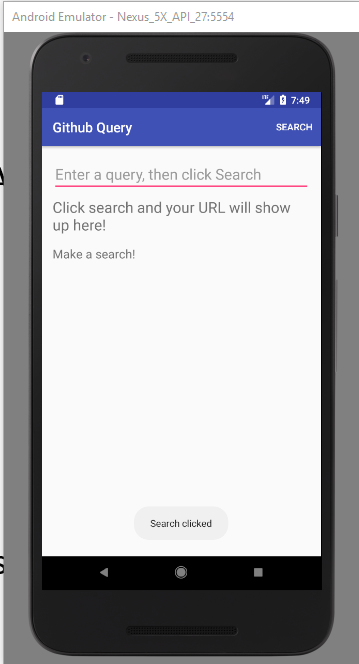 Android Emulator - Nexus_5X_API_27:5554
7:49
Github Query
SEARCH
Enter a query, then click Search
Click search and your URL will show
up here!
Make a search!
Search clicked